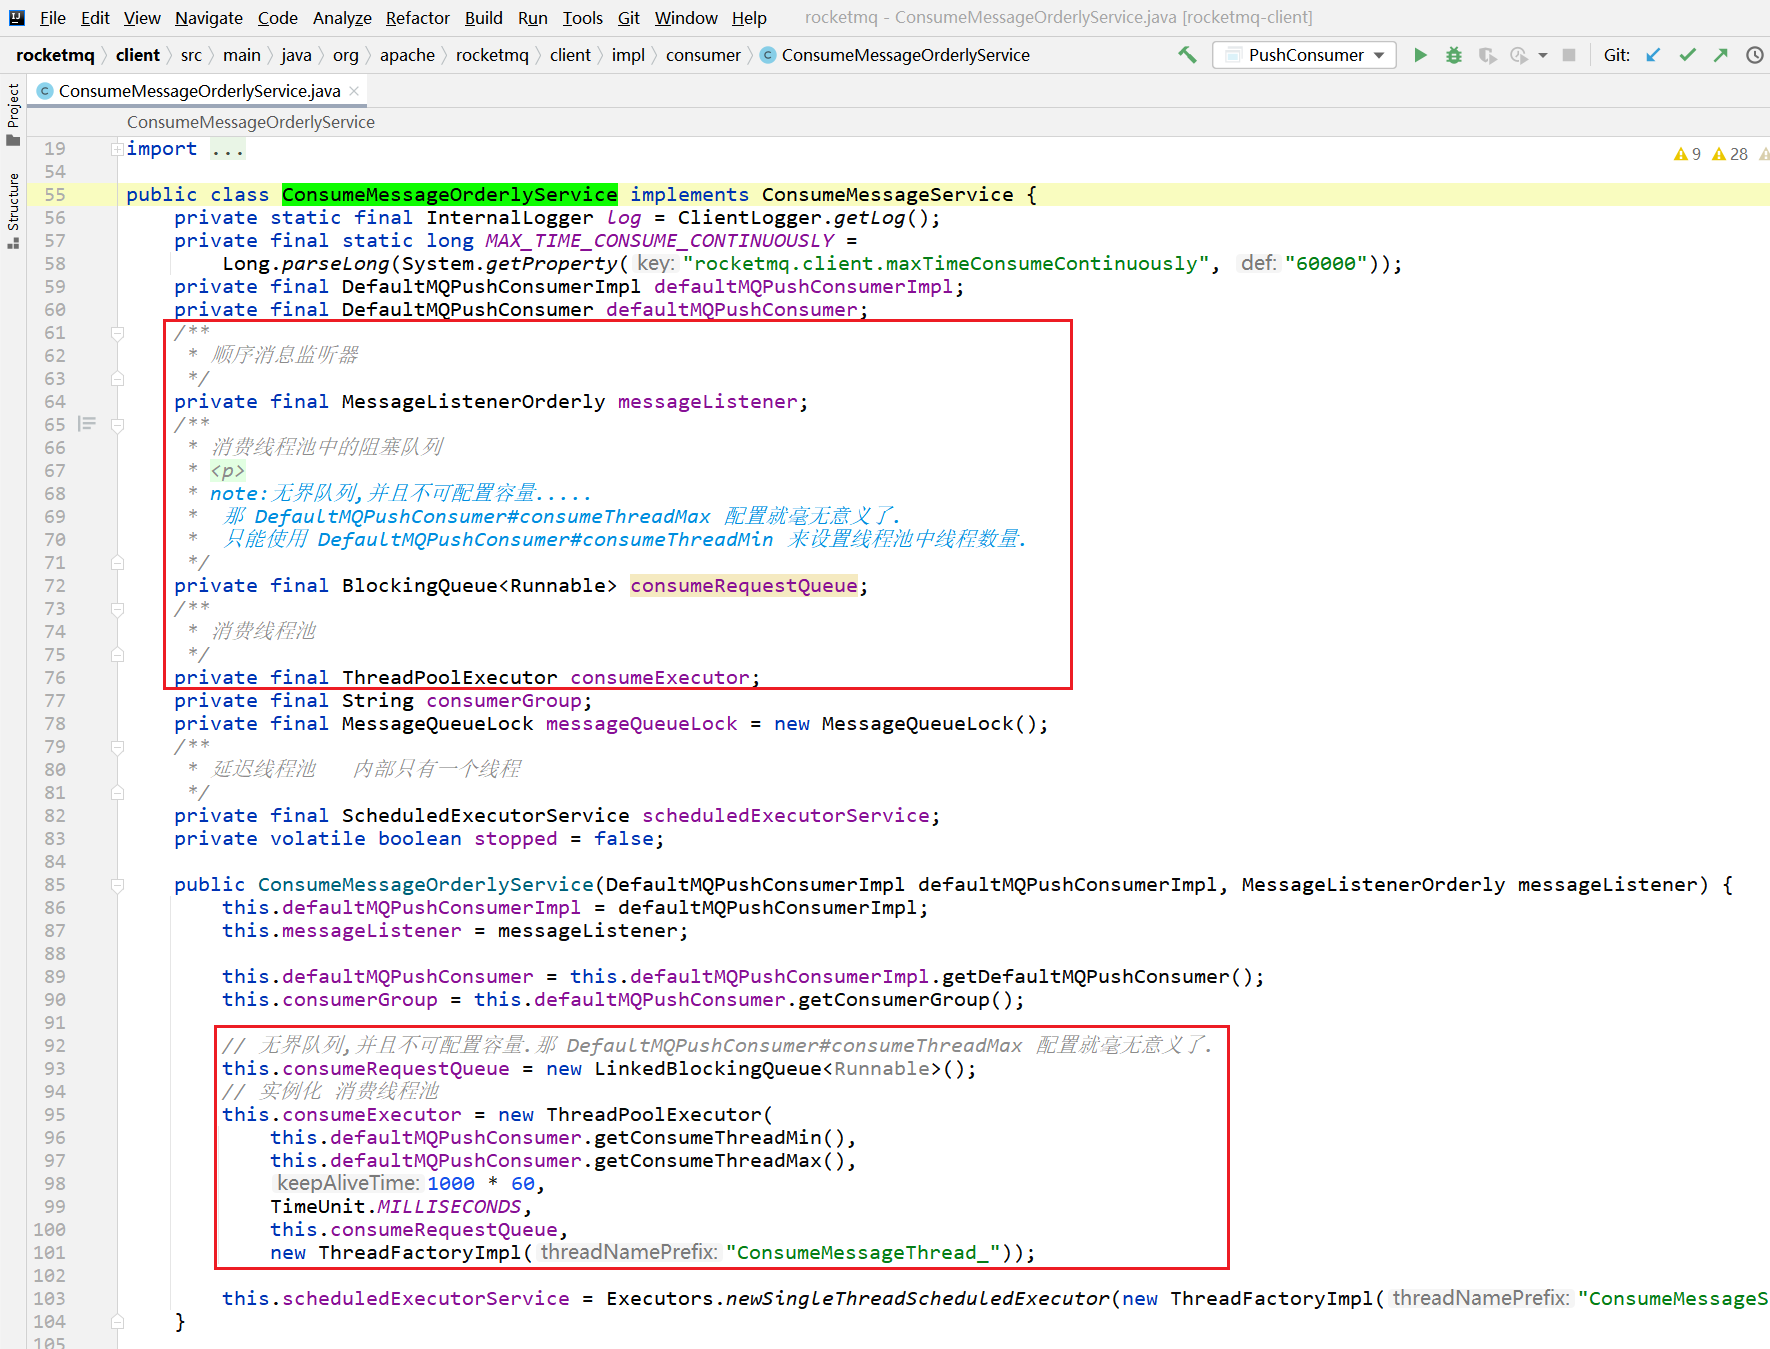 File Edit View Navigate Code Analyze Refactor Build Run Tools Git Window Help rocketmq - ConsumeMessageOrderlyService.java [rocketmq-client]
rocketmq client src main java org apache rocketmq client impl consumer ConsumeMessageOrderlyService PushConsumer Git:
ConsumeMessageOrderlyService.java
Project
Structure
ConsumeMessageOrderlyService
9 28
19 import ...
54
55 public class ConsumeMessageOrderlyService implements ConsumeMessageService {
56 private static final InternalLogger log = ClientLogger.getLog();
57 private final static long MAX_TIME_CONSUME_CONTINUOUSLY =
58 Long.parseLong(System.getProperty( key: "rocketmq.client.maxTimeConsumeContinuously", def: "60000"));
59 private final DefaultMQPushConsumerImpl defaultMQPushConsumerImpl;
60 private final DefaultMQPushConsumer defaultMQPushConsumer;
61 /**
62 * 顺序消息监听器
63 */
64 private final MessageListenerOrderly messageListener;
65 /**
66 * 消费线程池中的阻塞队列
67 * <p>
68 * note:无界队列,并且不可配置容量.....
69 * 那 DefaultMQPushConsumer#consumeThreadMax 配置就毫无意义了.
70 * 只能使用 DefaultMQPushConsumer#consumeThreadMin 来设置线程池中线程数量.
71 */
72 private final BlockingQueue<Runnable> consumeRequestQueue;
73 /**
74 * 消费线程池
75 */
76 private final ThreadPoolExecutor consumeExecutor;
77 private final String consumerGroup;
78 private final MessageQueueLock messageQueueLock = new MessageQueueLock();
79 /**
80 * 延迟线程池 内部只有一个线程
81 */
82 private final ScheduledExecutorService scheduledExecutorService;
83 private volatile boolean stopped = false;
84
85 public ConsumeMessageOrderlyService(DefaultMQPushConsumerImpl defaultMQPushConsumerImpl, MessageListenerOrderly messageListener) {
86 this.defaultMQPushConsumerImpl = defaultMQPushConsumerImpl;
87 this.messageListener = messageListener;
88
89 this.defaultMQPushConsumer = this.defaultMQPushConsumerImpl.getDefaultMQPushConsumer();
90 this.consumerGroup = this.defaultMQPushConsumer.getConsumerGroup();
91
92 // 无界队列,并且不可配置容量.那 DefaultMQPushConsumer#consumeThreadMax 配置就毫无意义了.
93 this.consumeRequestQueue = new LinkedBlockingQueue<Runnable>();
94 // 实例化 消费线程池
95 this.consumeExecutor = new ThreadPoolExecutor(
96 this.defaultMQPushConsumer.getConsumeThreadMin(),
97 this.defaultMQPushConsumer.getConsumeThreadMax(),
98 keepAliveTime: 1000 * 60,
99 TimeUnit.MILLISECONDS,
100 this.consumeRequestQueue,
101 new ThreadFactoryImpl( threadNamePrefix: "ConsumeMessageThread_"));
102
103 this.scheduledExecutorService = Executors.newSingleThreadScheduledExecutor(new ThreadFactoryImpl( threadNamePrefix: "ConsumeMessageS
104 }
105